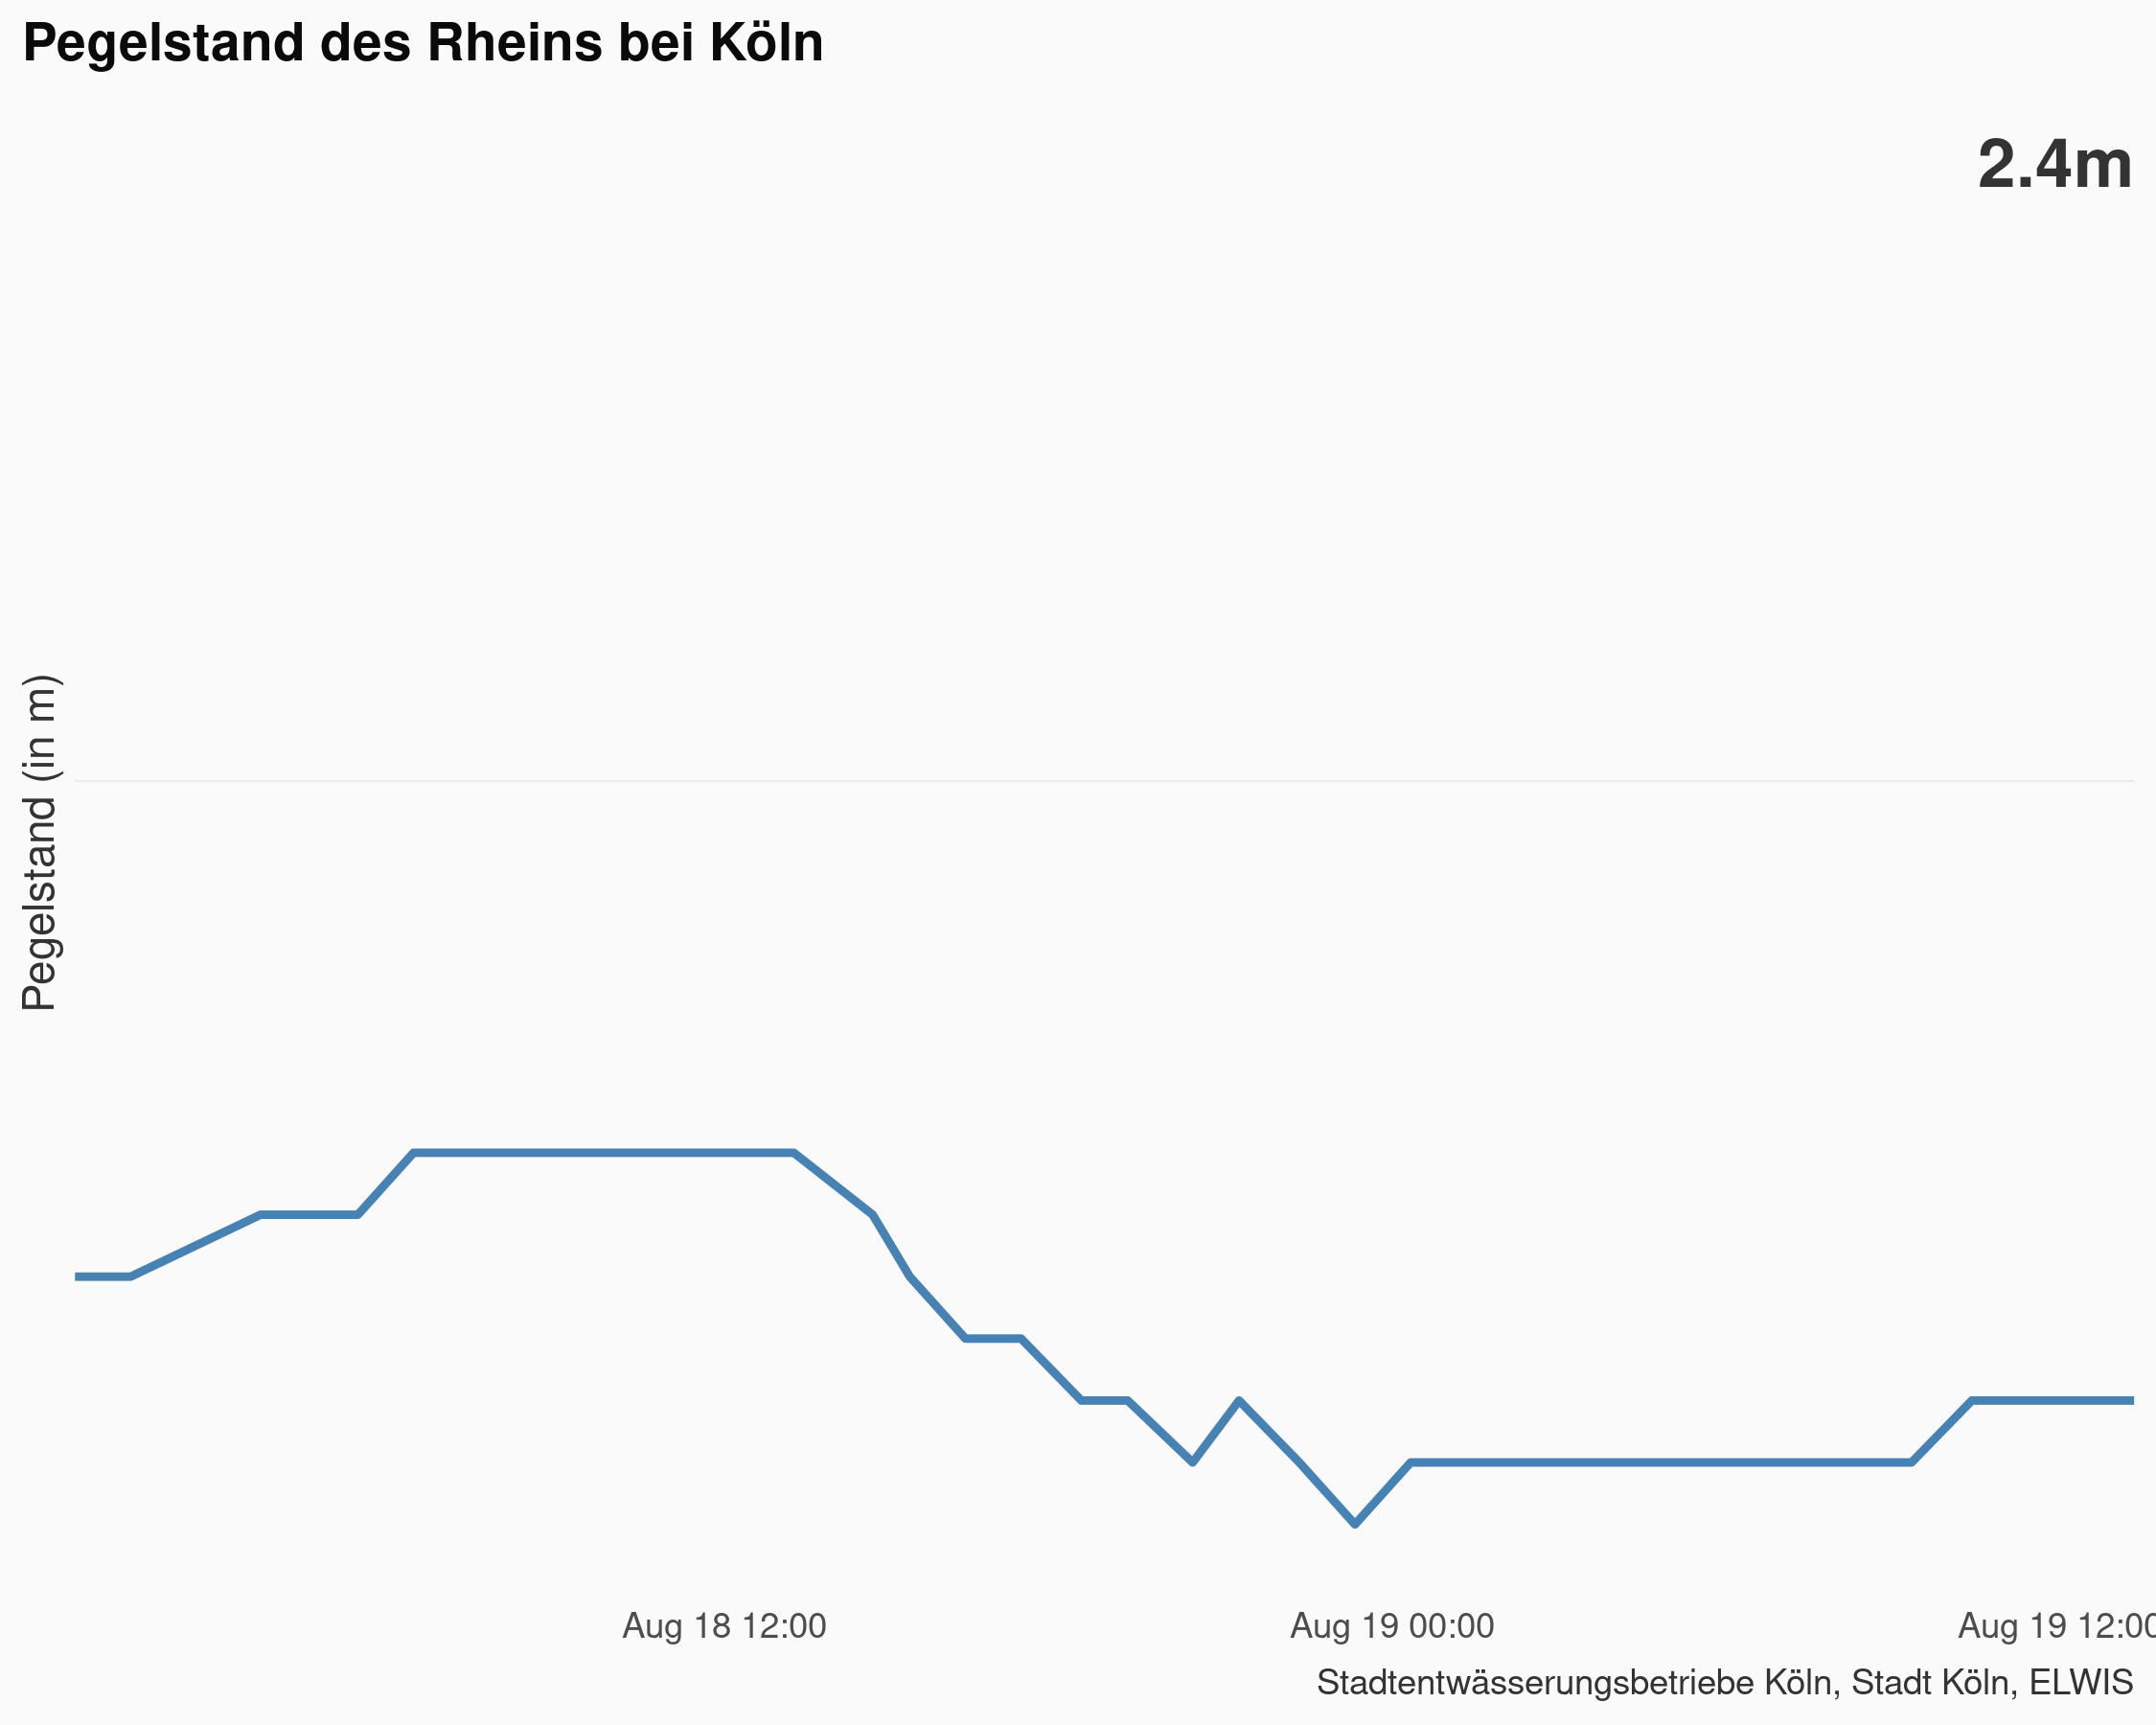 Pegelstand des Rheins bei Köln
2.4m
Pegelstand (in m)
Aug 18 12:00
Aug 19 00:00
Aug 19 12:00
Stadtentwässerungsbetriebe Köln, Stadt Köln, ELWIS